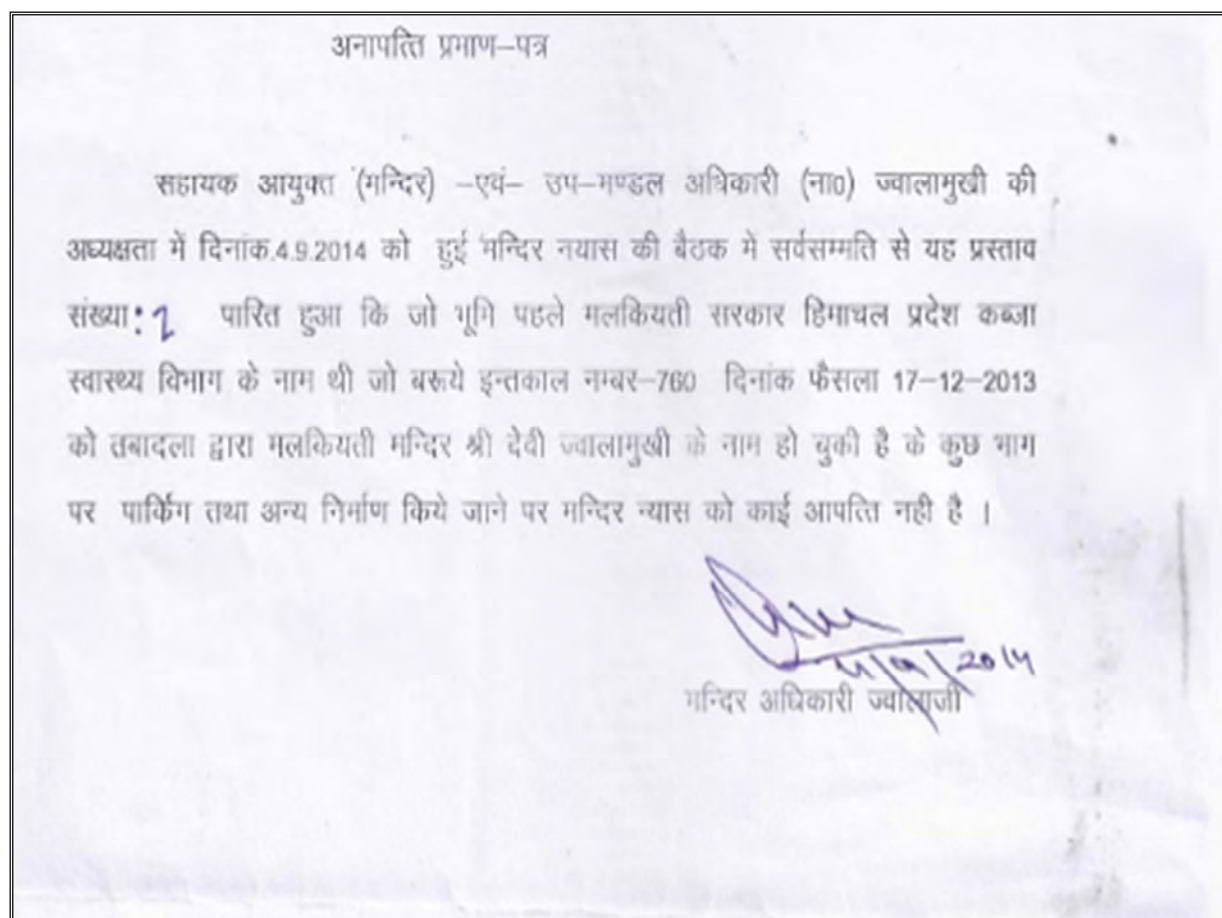 अनापत्ति प्रमाण–पत्र
सहायक आयुक्त (मन्दिर) –एवं– उप–मण्डल अधिकारी (ना0) ज्वालामुखी की
अध्यक्षता में दिनांक.4.9.2014 को हुई मन्दिर नयास की बैठक में सर्वसम्मति से यह प्रस्ताव
संख्या: पारित हुआ कि जो भूमि पहले मलकियती सरकार हिमाचल प्रदेश कब्जा
स्वास्थ्य विभाग के नाम थी जो बरूये इन्तकाल नम्बर–760 दिनांक फैसला 17–12–2013
को तबादला द्वारा मलकियती मन्दिर श्री देवी ज्वालामुखी के नाम हो चुकी है के कुछ भाग
पर पार्किंग तथा अन्य निर्माण किये जाने पर मन्दिर न्यास को काई आपत्ति नही है ।
मन्दिर अधिकारी ज्वालाजी